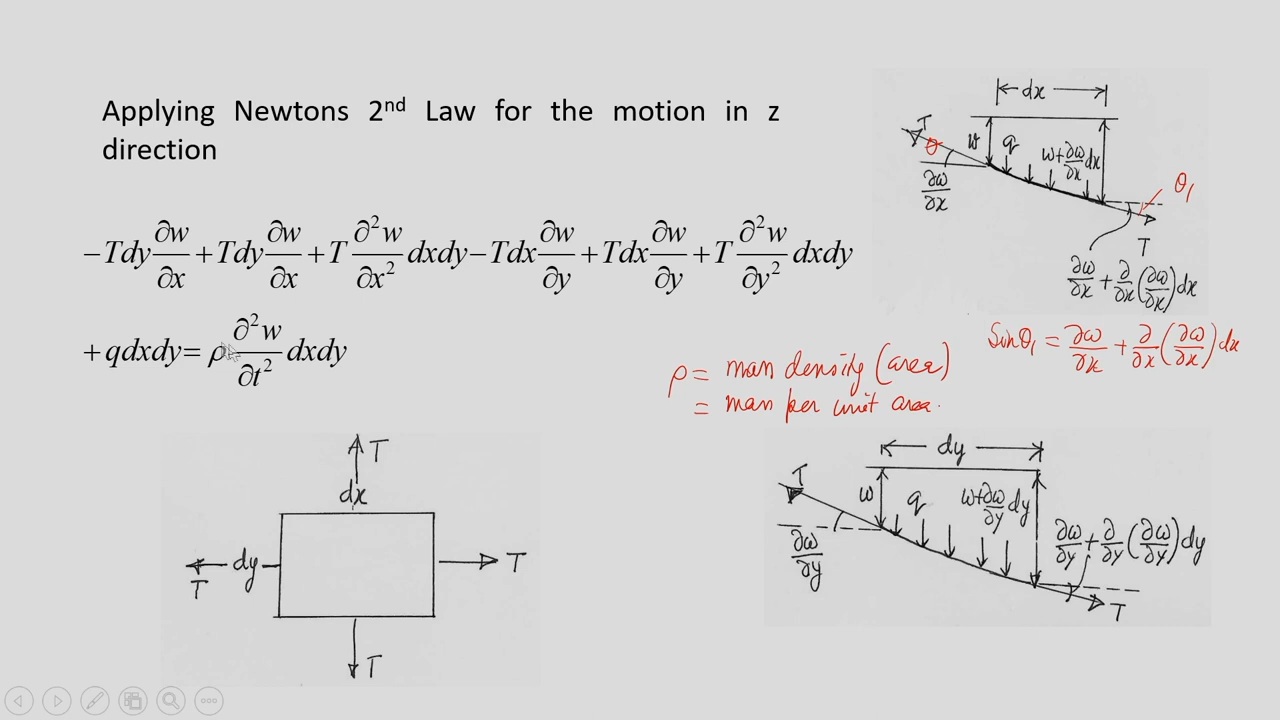 Applying Newtons 2nd Law for the motion in z
direction
−Tdy ∂w/∂x + Tdy ∂w/∂x + T ∂²w/∂x² dxdy − Tdx ∂w/∂y + Tdx ∂w/∂y + T ∂²w/∂y² dxdy
+ qdxdy = ρ ∂²w/∂t² dxdy
dx
T
θ
w
q
w+∂w/∂x dx
θ₁
∂w/∂x
T
∂w/∂x + ∂/∂x (∂w/∂x) dx
Sinθ₁ = ∂w/∂x + ∂/∂x (∂w/∂x) dx
ρ = mass density (area)
= mass per unit area.
T
dx
dy
T
T
T
dy
T
w
q
w+∂w/∂y dy
∂w/∂y
∂w/∂y + ∂/∂y (∂w/∂y) dy
T